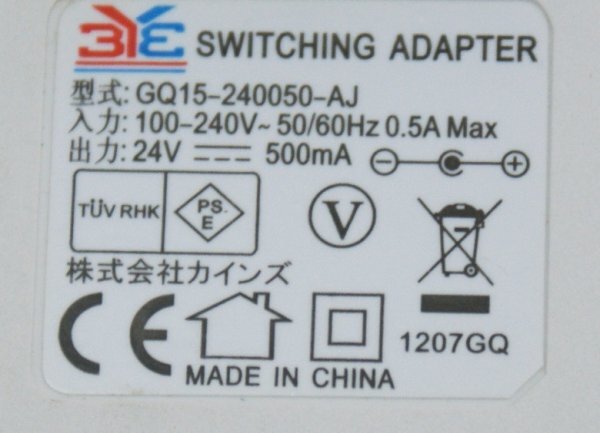 3YE SWITCHING ADAPTER
型式: GQ15-240050-AJ
入力: 100-240V~ 50/60Hz 0.5A Max
出力: 24V ⎓ 500mA
TÜV RHK
PS
E
V
株式会社カインズ
CE
1207GQ
MADE IN CHINA